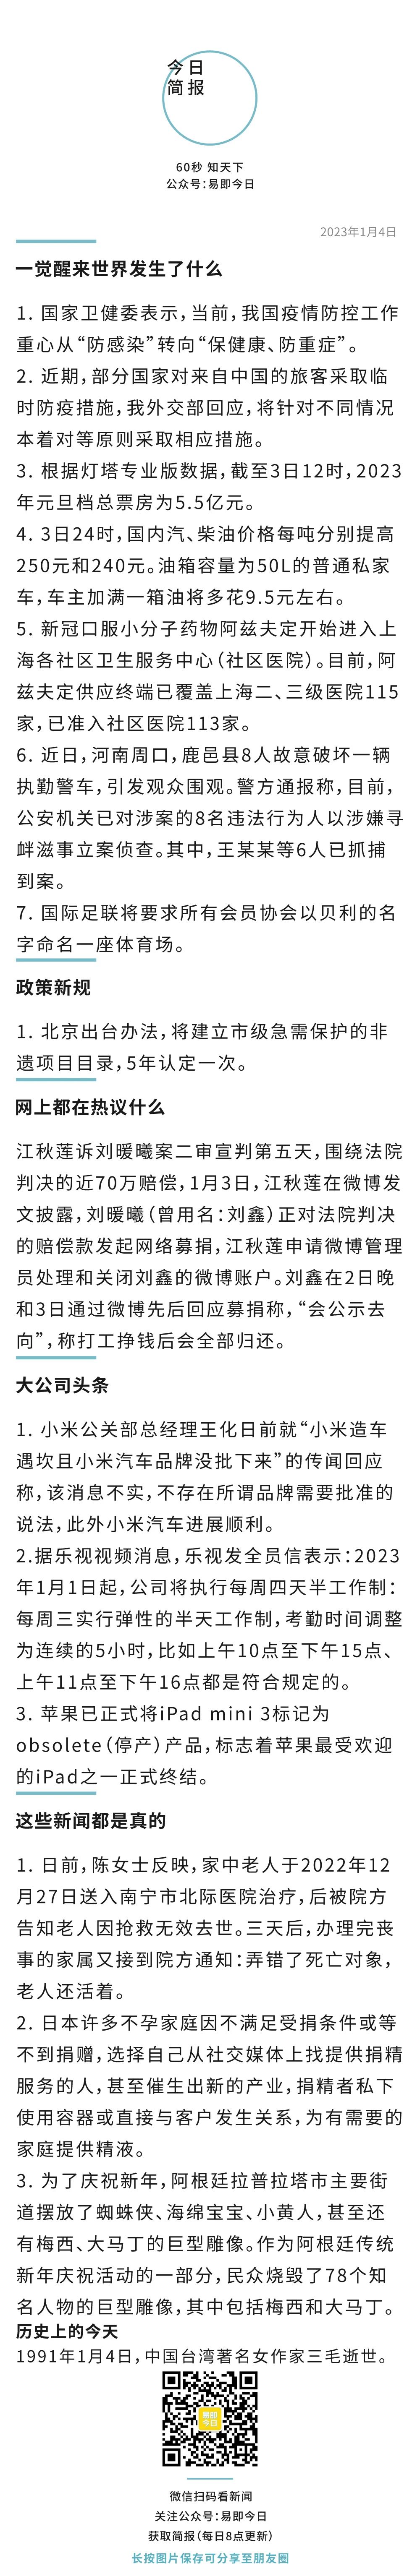 今日
简报
60秒 知天下
公众号：易即今日
2023年1月4日
一觉醒来世界发生了什么
1. 国家卫健委表示，当前，我国疫情防控工作
重心从“防感染”转向“保健康、防重症”。
2. 近期，部分国家对来自中国的旅客采取临
时防疫措施，我外交部回应，将针对不同情况
本着对等原则采取相应措施。
3. 根据灯塔专业版数据，截至3日12时，2023
年元旦档总票房为5.5亿元。
4. 3日24时，国内汽、柴油价格每吨分别提高
250元和240元。油箱容量为50L的普通私家
车，车主加满一箱油将多花9.5元左右。
5. 新冠口服小分子药物阿兹夫定开始进入上
海各社区卫生服务中心（社区医院）。目前，阿
兹夫定供应终端已覆盖上海二、三级医院115
家，已准入社区医院113家。
6. 近日，河南周口，鹿邑县8人故意破坏一辆
执勤警车，引发观众围观。警方通报称，目前，
公安机关已对涉案的8名违法行为人以涉嫌寻
衅滋事立案侦查。其中，王某某等6人已抓捕
到案。
7. 国际足联将要求所有会员协会以贝利的名
字命名一座体育场。
政策新规
1. 北京出台办法，将建立市级急需保护的非
遗项目目录，5年认定一次。
网上都在热议什么
江秋莲诉刘暖曦案二审宣判第五天，围绕法院
判决的近70万赔偿，1月3日，江秋莲在微博发
文披露，刘暖曦（曾用名：刘鑫）正对法院判决
的赔偿款发起网络募捐，江秋莲申请微博管理
员处理和关闭刘鑫的微博账户。刘鑫在2日晚
和3日通过微博先后回应募捐称，“会公示去
向”，称打工挣钱后会全部归还。
大公司头条
1. 小米公关部总经理王化日前就“小米造车
遇坎且小米汽车品牌没批下来”的传闻回应
称，该消息不实，不存在所谓品牌需要批准的
说法，此外小米汽车进展顺利。
2.据乐视视频消息，乐视发全员信表示：2023
年1月1日起，公司将执行每周四天半工作制：
每周三实行弹性的半天工作制，考勤时间调整
为连续的5小时，比如上午10点至下午15点、
上午11点至下午16点都是符合规定的。
3. 苹果已正式将iPad mini 3标记为
obsolete（停产）产品，标志着苹果最受欢迎
的iPad之一正式终结。
这些新闻都是真的
1. 日前，陈女士反映，家中老人于2022年12
月27日送入南宁市北际医院治疗，后被院方
告知老人因抢救无效去世。三天后，办理完丧
事的家属又接到院方通知：弄错了死亡对象，
老人还活着。
2. 日本许多不孕家庭因不满足受捐条件或等
不到捐赠，选择自己从社交媒体上找提供捐精
服务的人，甚至催生出新的产业，捐精者私下
使用容器或直接与客户发生关系，为有需要的
家庭提供精液。
3. 为了庆祝新年，阿根廷拉普拉塔市主要街
道摆放了蜘蛛侠、海绵宝宝、小黄人，甚至还
有梅西、大马丁的巨型雕像。作为阿根廷传统
新年庆祝活动的一部分，民众烧毁了78个知
名人物的巨型雕像，其中包括梅西和大马丁。
历史上的今天
1991年1月4日，中国台湾著名女作家三毛逝世。
易即
今日
微信扫码看新闻
关注公众号：易即今日
获取简报（每日8点更新）
长按图片保存可分享至朋友圈